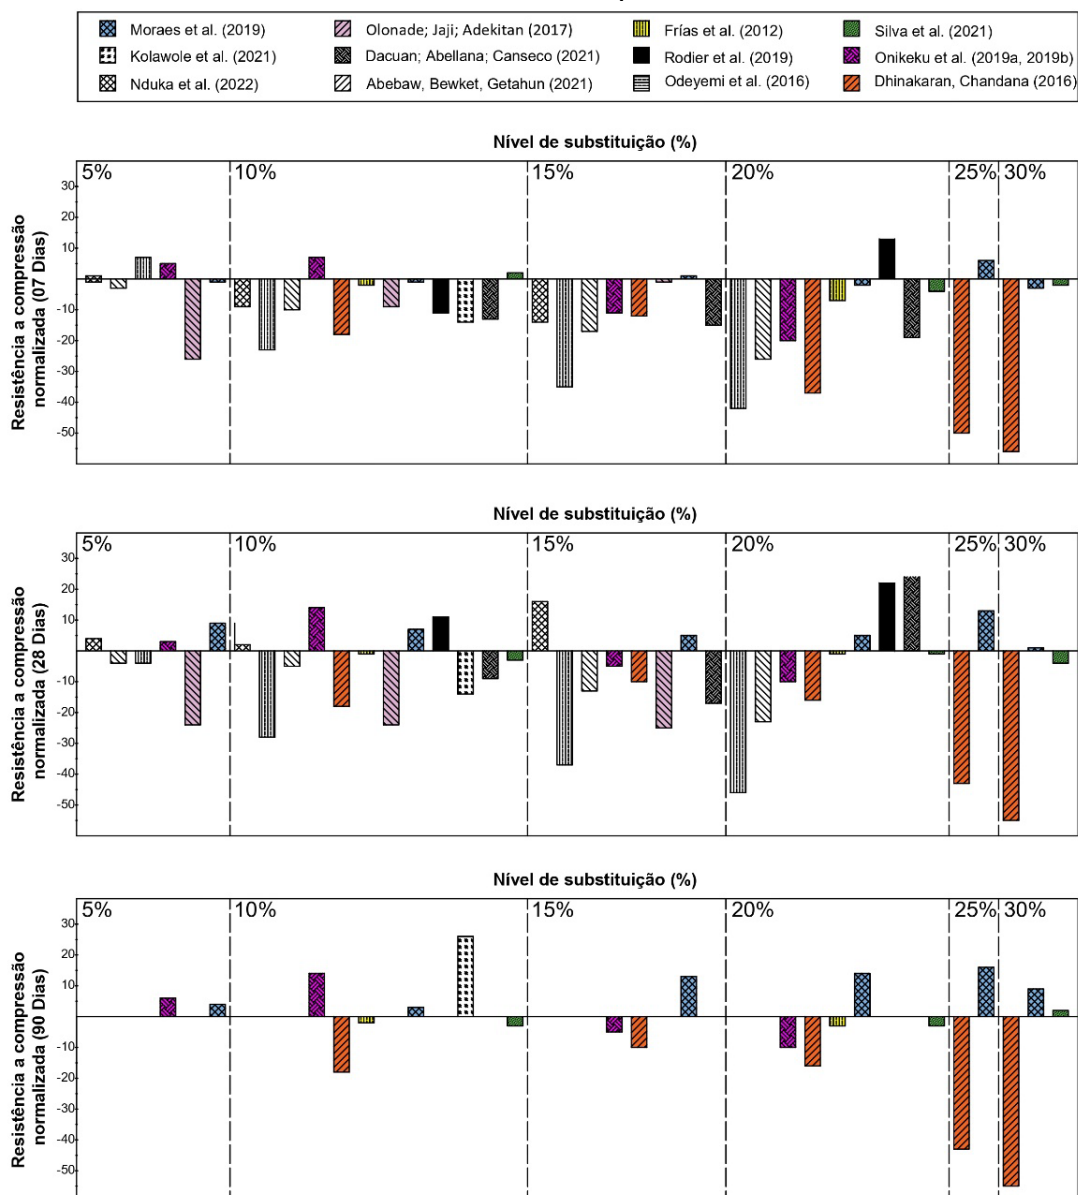 Moraes et al. (2019) Olonade; Jaji; Adekitan (2017) Frías et al. (2012) Silva et al. (2021)
Kolawole et al. (2021) Dacuan; Abellana; Canseco (2021) Rodier et al. (2019) Onikeku et al. (2019a, 2019b)
Nduka et al. (2022) Abebaw, Bewket, Getahun (2021) Odeyemi et al. (2016) Dhinakaran, Chandana (2016)
Nível de substituição (%)
5% 10% 15% 20% 25% 30%
Resistência a compressão
normalizada (07 Dias)
30
20
10
0
-10
-20
-30
-40
-50
Nível de substituição (%)
5% 10% 15% 20% 25% 30%
Resistência a compressão
normalizada (28 Dias)
30
20
10
0
-10
-20
-30
-40
-50
Nível de substituição (%)
5% 10% 15% 20% 25% 30%
Resistência a compressão
normalizada (90 Dias)
30
20
10
0
-10
-20
-30
-40
-50